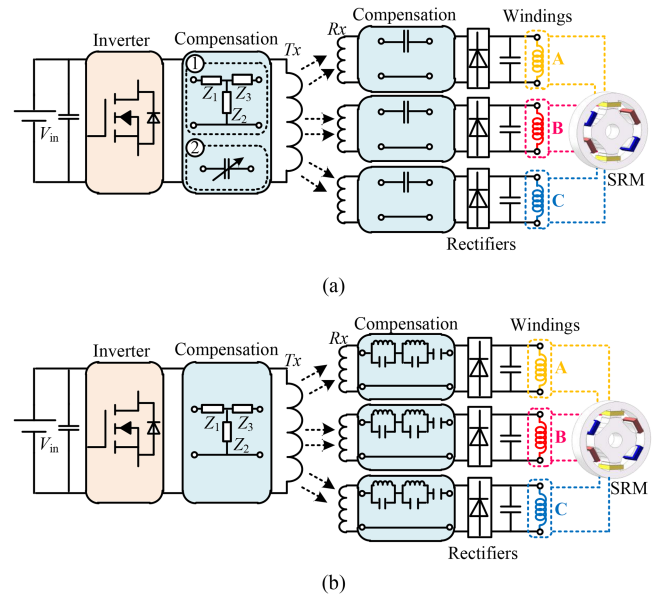 Inverter
Compensation
Tx
Rx
Compensation
Windings
Vin
1
Z1
Z3
Z2
2
A
B
C
SRM
Rectifiers
(a)
Inverter
Compensation
Tx
Rx
Compensation
Windings
Vin
Z1
Z3
Z2
A
B
C
SRM
Rectifiers
(b)